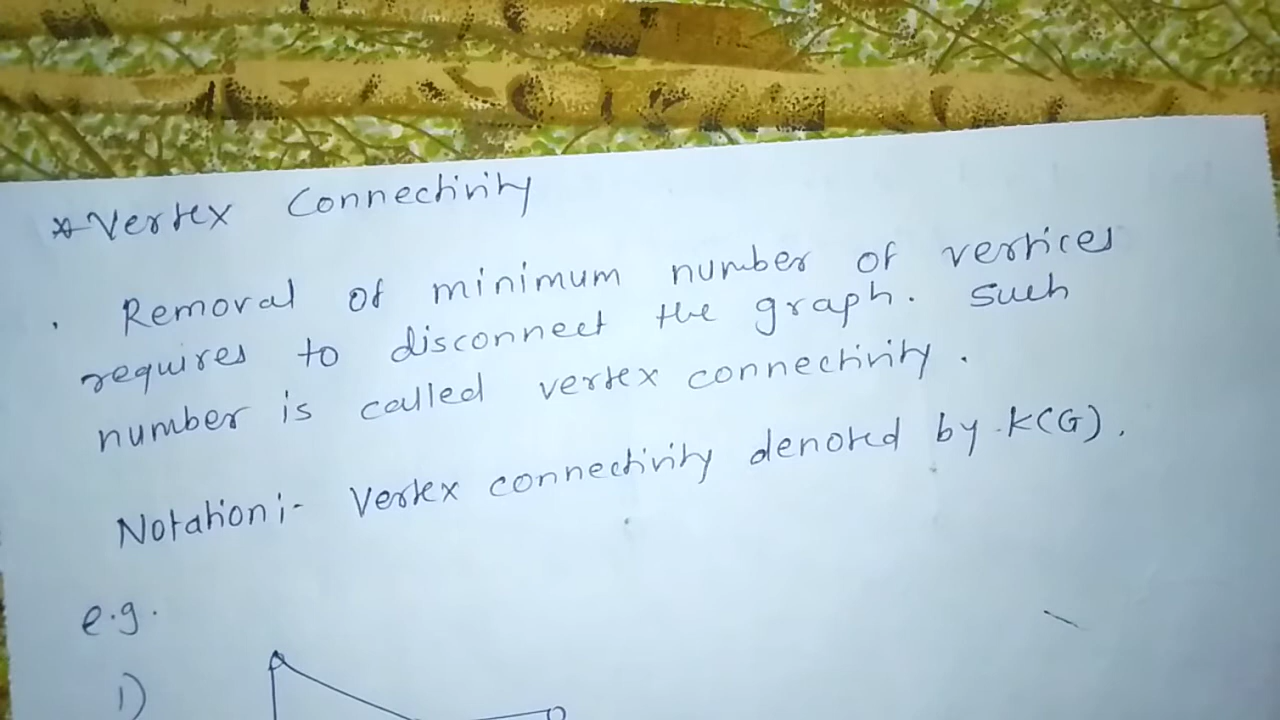 * Vertex Connectivity
. Removal of minimum number of vertices
requires to disconnect the graph. Such
number is called vertex connectivity.
Notation:- Vertex connectivity denoted by K(G).
e.g.
1)